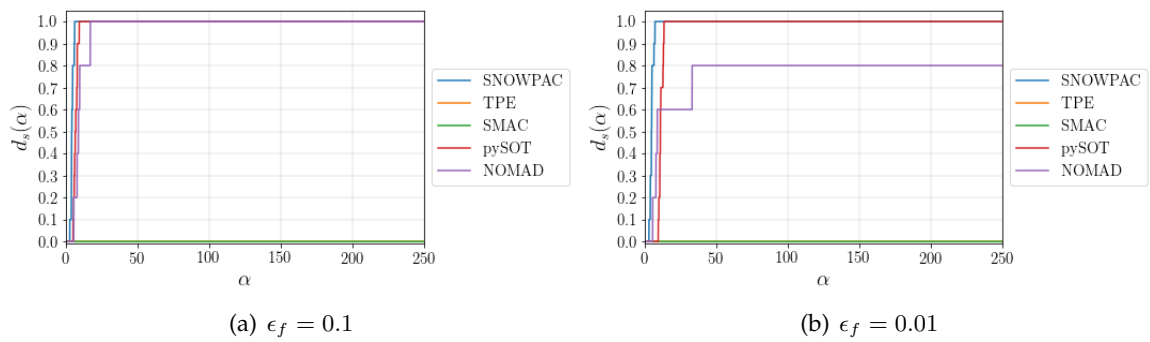 1.0
0.9
0.8
0.7
0.6
0.5
0.4
0.3
0.2
0.1
0.0
d_s(α)
0 50 100 150 200 250
α
SNOWPAC
TPE
SMAC
pySOT
NOMAD
(a) ϵ_f = 0.1
1.0
0.9
0.8
0.7
0.6
0.5
0.4
0.3
0.2
0.1
0.0
d_s(α)
0 50 100 150 200 250
α
SNOWPAC
TPE
SMAC
pySOT
NOMAD
(b) ϵ_f = 0.01